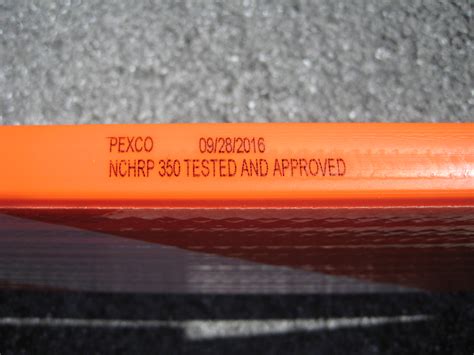 PEXCO 09/28/2016
NCHRP 350 TESTED AND APPROVED